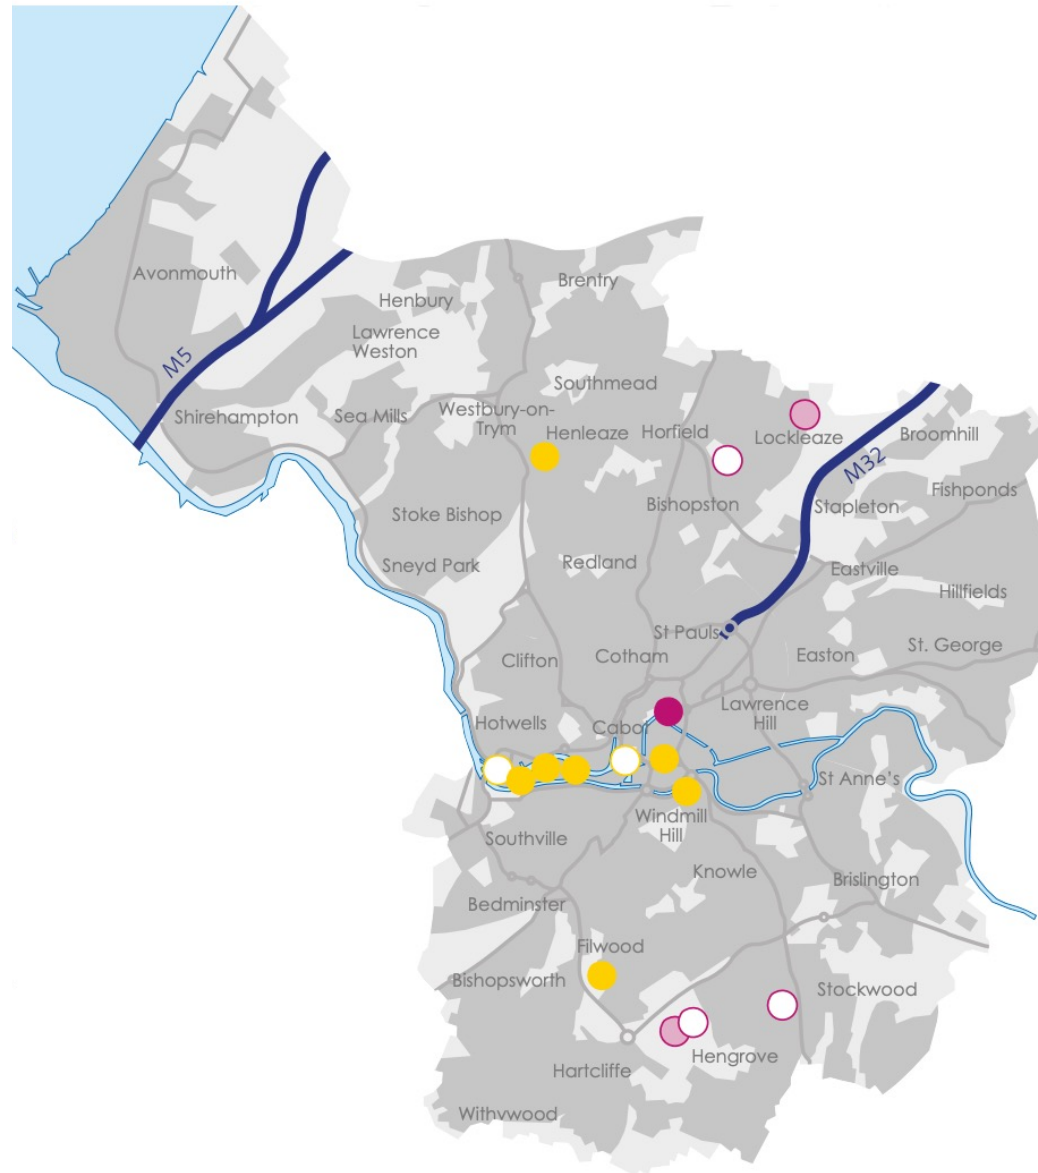 Avonmouth
Brentry
Henbury
Lawrence
Weston
M5
Southmead
Shirehampton
Sea Mills
Westbury-on-
Trym
Henleaze
Horfield
Lockleaze
Broomhill
M32
Fishponds
Bishopston
Stapleton
Stoke Bishop
Sneyd Park
Redland
Eastville
Hillfields
St Pauls
Clifton
Cotham
Easton
St. George
Lawrence
Hill
Hotwells
Cabot
St Anne's
Windmill
Hill
Southville
Knowle
Brislington
Bedminster
Filwood
Bishopsworth
Stockwood
Hengrove
Hartcliffe
Withywood